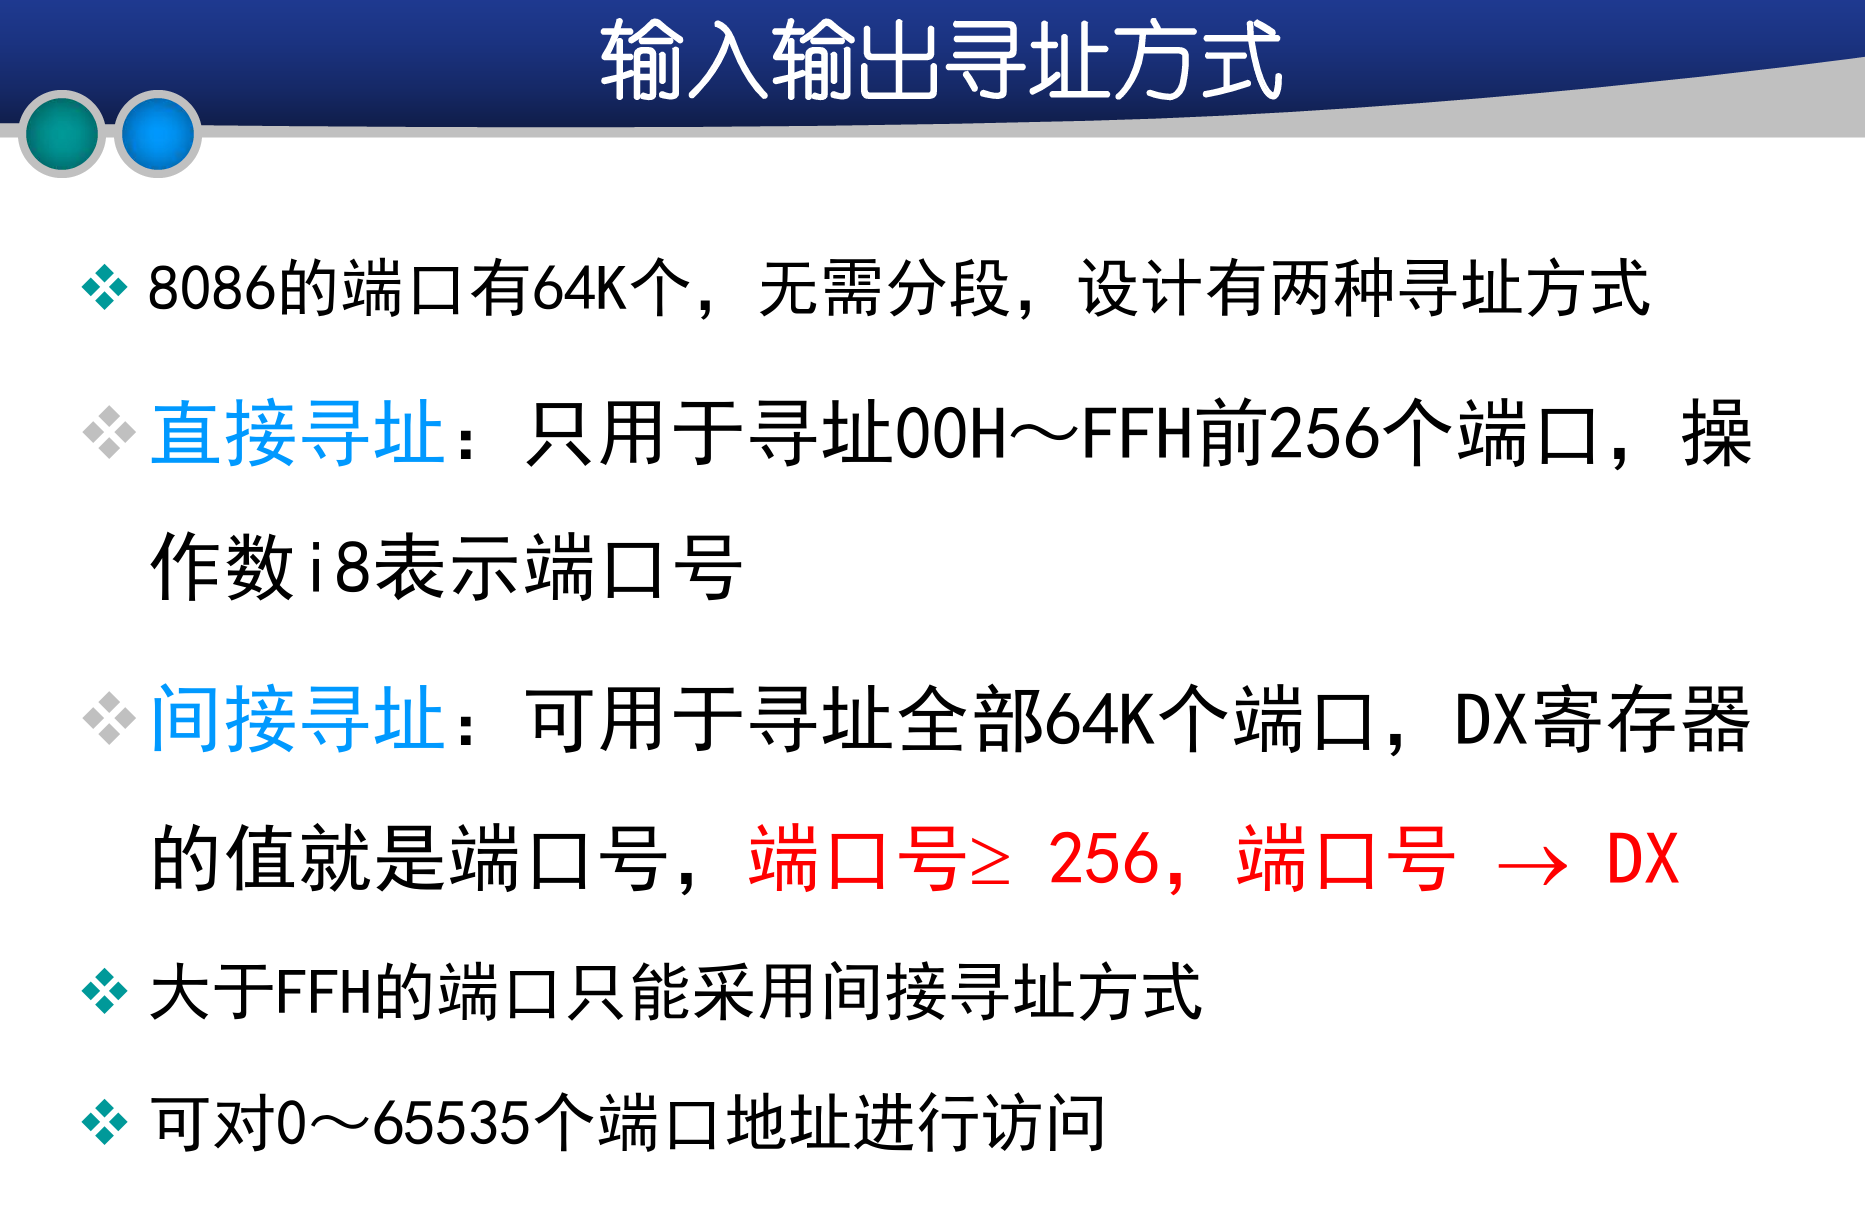 输入输出寻址方式
8086的端口有64K个，无需分段，设计有两种寻址方式
直接寻址：只用于寻址00H～FFH前256个端口，操
作数i8表示端口号
间接寻址：可用于寻址全部64K个端口，DX寄存器
的值就是端口号，端口号≥ 256，端口号 → DX
大于FFH的端口只能采用间接寻址方式
可对0～65535个端口地址进行访问